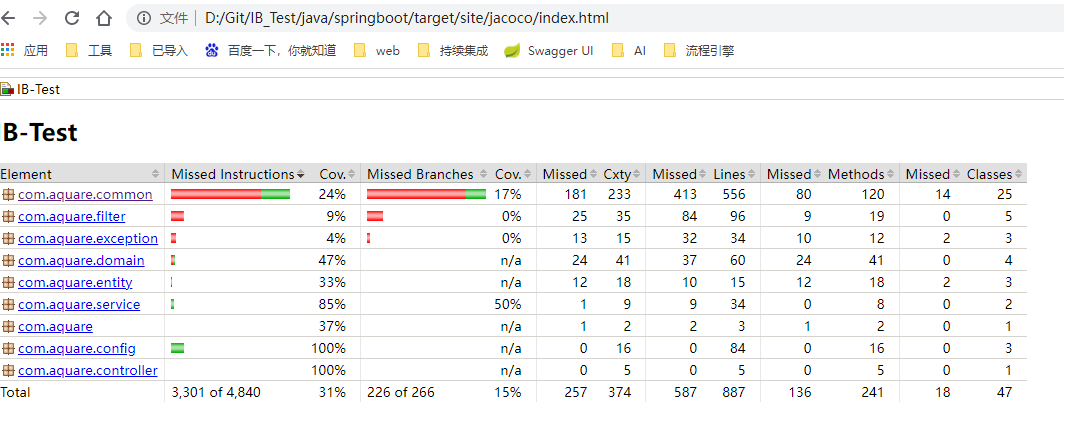 文件 | D:/Git/IB_Test/java/springboot/target/site/jacoco/index.html
应用 工具 已导入 百度一下，你就知道 web 持续集成 Swagger UI AI 流程引擎
IB-Test
IB-Test
Element Missed Instructions Cov. Missed Branches Cov. Missed Cxty Missed Lines Missed Methods Missed Classes
com.aquare.common 24% 17% 181 233 413 556 80 120 14 25
com.aquare.filter 9% 0% 25 35 84 96 9 19 0 5
com.aquare.exception 4% 0% 13 15 32 34 10 12 2 3
com.aquare.domain 47% n/a 24 41 37 60 24 41 0 4
com.aquare.entity 33% n/a 12 18 10 15 12 18 2 3
com.aquare.service 85% 50% 1 9 9 34 0 8 0 2
com.aquare 37% n/a 1 2 2 3 1 2 0 1
com.aquare.config 100% n/a 0 16 0 84 0 16 0 3
com.aquare.controller 100% n/a 0 5 0 5 0 5 0 1
Total 3,301 of 4,840 31% 226 of 266 15% 257 374 587 887 136 241 18 47